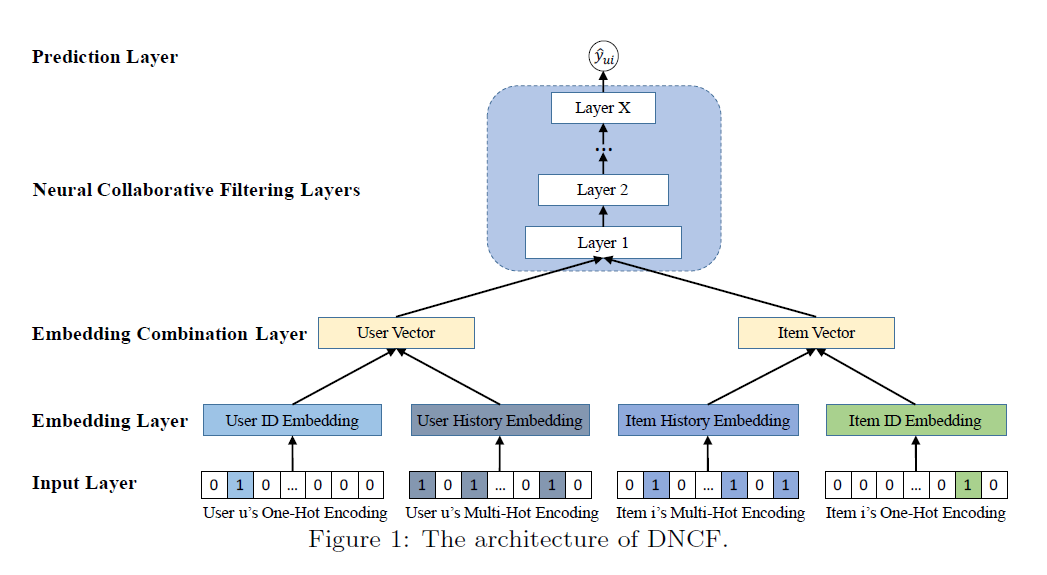 Prediction Layer
ŷui
Layer X
...
Neural Collaborative Filtering Layers
Layer 2
Layer 1
Embedding Combination Layer
User Vector
Item Vector
Embedding Layer
User ID Embedding
User History Embedding
Item History Embedding
Item ID Embedding
Input Layer
0 1 0 ... 0 0 0
1 0 1 ... 0 1 0
0 1 0 ... 1 0 1
0 0 0 ... 0 1 0
User u's One-Hot Encoding
User u's Multi-Hot Encoding
Item i's Multi-Hot Encoding
Item i's One-Hot Encoding
Figure 1: The architecture of DNCF.